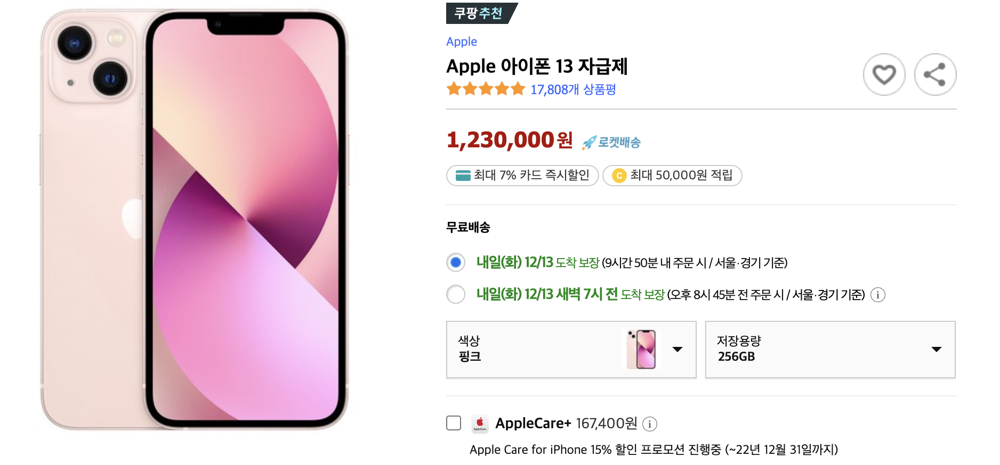 쿠팡추천
Apple
Apple 아이폰 13 자급제
17,808개 상품평
1,230,000원 로켓배송
최대 7% 카드 즉시할인 C 최대 50,000원 적립
무료배송
내일(화) 12/13 도착 보장 (9시간 50분 내 주문 시 / 서울·경기 기준)
내일(화) 12/13 새벽 7시 전 도착 보장 (오후 8시 45분 전 주문 시 / 서울·경기 기준) i
색상
핑크
저장용량
256GB
AppleCare+ AppleCare+ 167,400원 i
Apple Care for iPhone 15% 할인 프로모션 진행중 (~22년 12월 31일까지)